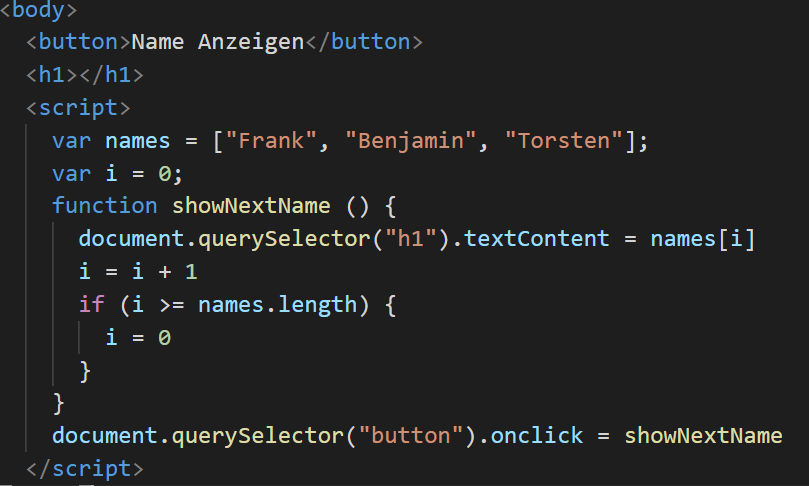 <body>
  <button>Name Anzeigen</button>
  <h1></h1>
  <script>
    var names = ["Frank", "Benjamin", "Torsten"];
    var i = 0;
    function showNextName () {
      document.querySelector("h1").textContent = names[i]
      i = i + 1
      if (i >= names.length) {
        i = 0
      }
    }
    document.querySelector("button").onclick = showNextName
  </script>